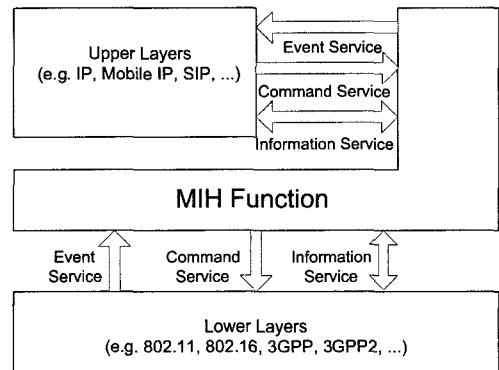 Upper Layers
(e.g. IP, Mobile IP, SIP, ...)
Event Service
Command Service
Information Service
MIH Function
Event
Service
Command
Service
Information
Service
Lower Layers
(e.g. 802.11, 802.16, 3GPP, 3GPP2, ...)